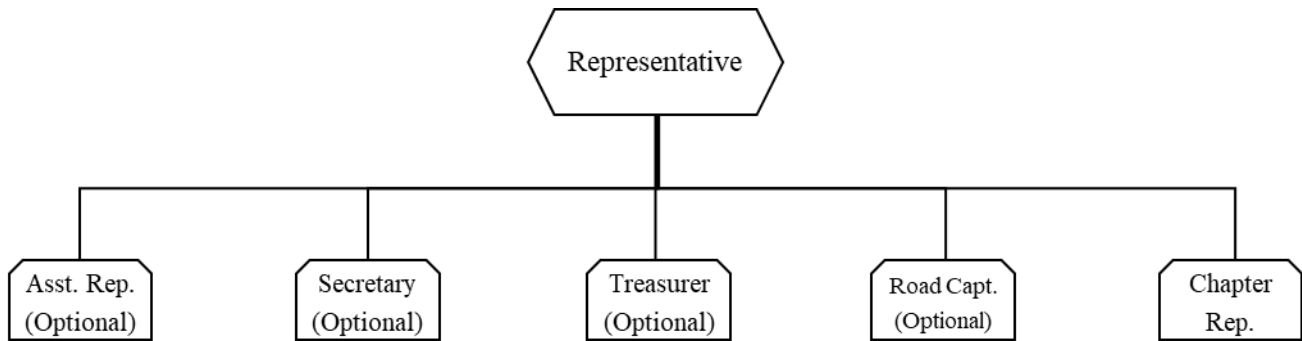 Representative
Asst. Rep.
(Optional)
Secretary
(Optional)
Treasurer
(Optional)
Road Capt.
(Optional)
Chapter
Rep.